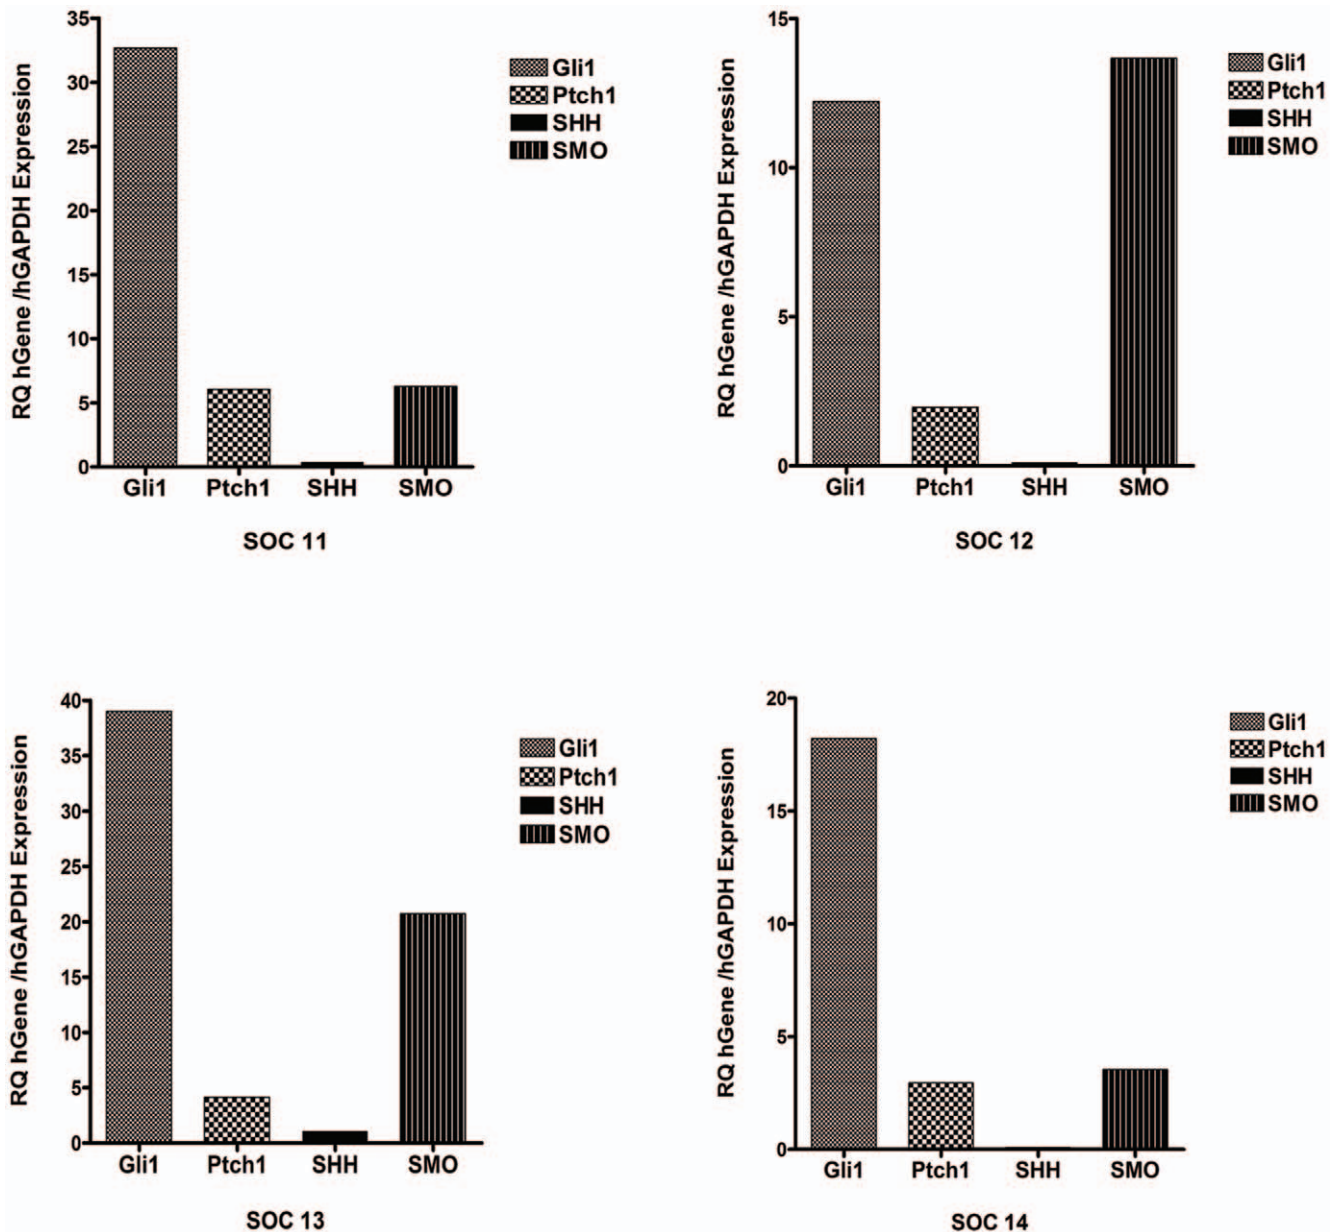 RQ hGene /hGAPDH Expression
35
30
25
20
15
10
5
0
Gli1 Ptch1 SHH SMO
SOC 11
Gli1
Ptch1
SHH
SMO
RQ hGene /hGAPDH Expression
15
10
5
0
Gli1 Ptch1 SHH SMO
SOC 12
Gli1
Ptch1
SHH
SMO
RQ hGene /hGAPDH Expression
40
35
30
25
20
15
10
5
0
Gli1 Ptch1 SHH SMO
SOC 13
Gli1
Ptch1
SHH
SMO
RQ hGene /hGAPDH Expression
20
15
10
5
0
Gli1 Ptch1 SHH SMO
SOC 14
Gli1
Ptch1
SHH
SMO